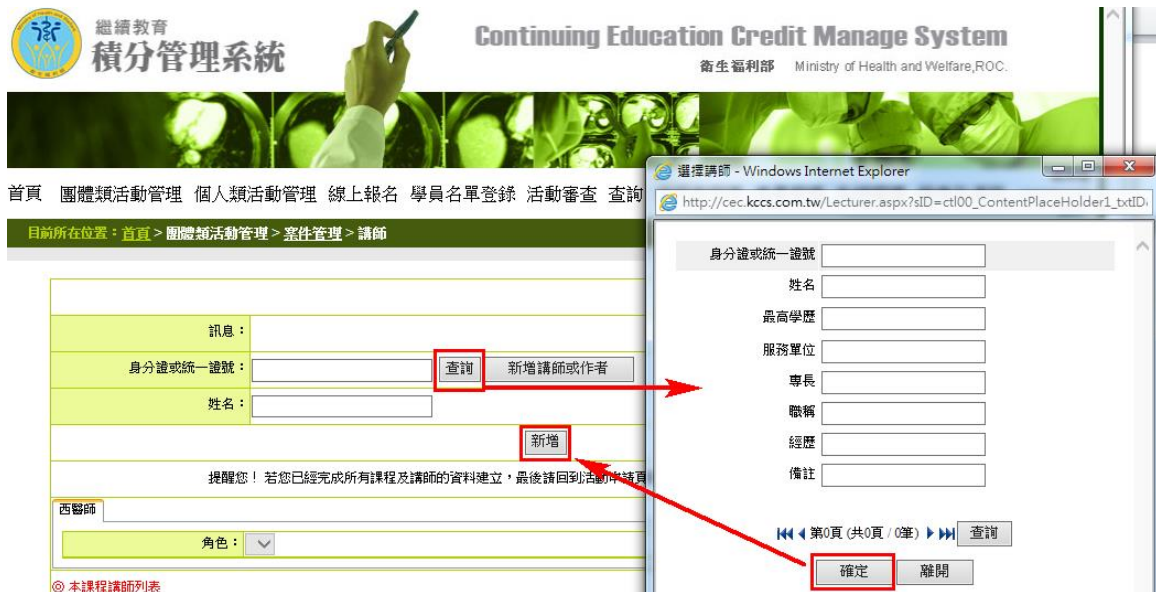 繼續教育
積分管理系統
Continuing Education Credit Manage System
衛生福利部 Ministry of Health and Welfare,ROC.
首頁 團體類活動管理 個人類活動管理 線上報名 學員名單登錄 活動審查 查詢
目前所在位置：首頁 > 團體類活動管理 > 案件管理 > 講師
訊息：
身分證或統一證號： 查詢 新增講師或作者
姓名：
新增
提醒您！ 若您已經完成所有課程及講師的資料建立，最後請回到活動申請頁
西醫師
角色：
◎ 本課程講師列表
選擇講師 - Windows Internet Explorer
http://cec.kccs.com.tw/Lecturer.aspx?sID=ctl00_ContentPlaceHolder1_txtID
身分證或統一證號
姓名
最高學歷
服務單位
專長
職稱
經歷
備註
第0頁 (共0頁 / 0筆) 查詢
確定 離開